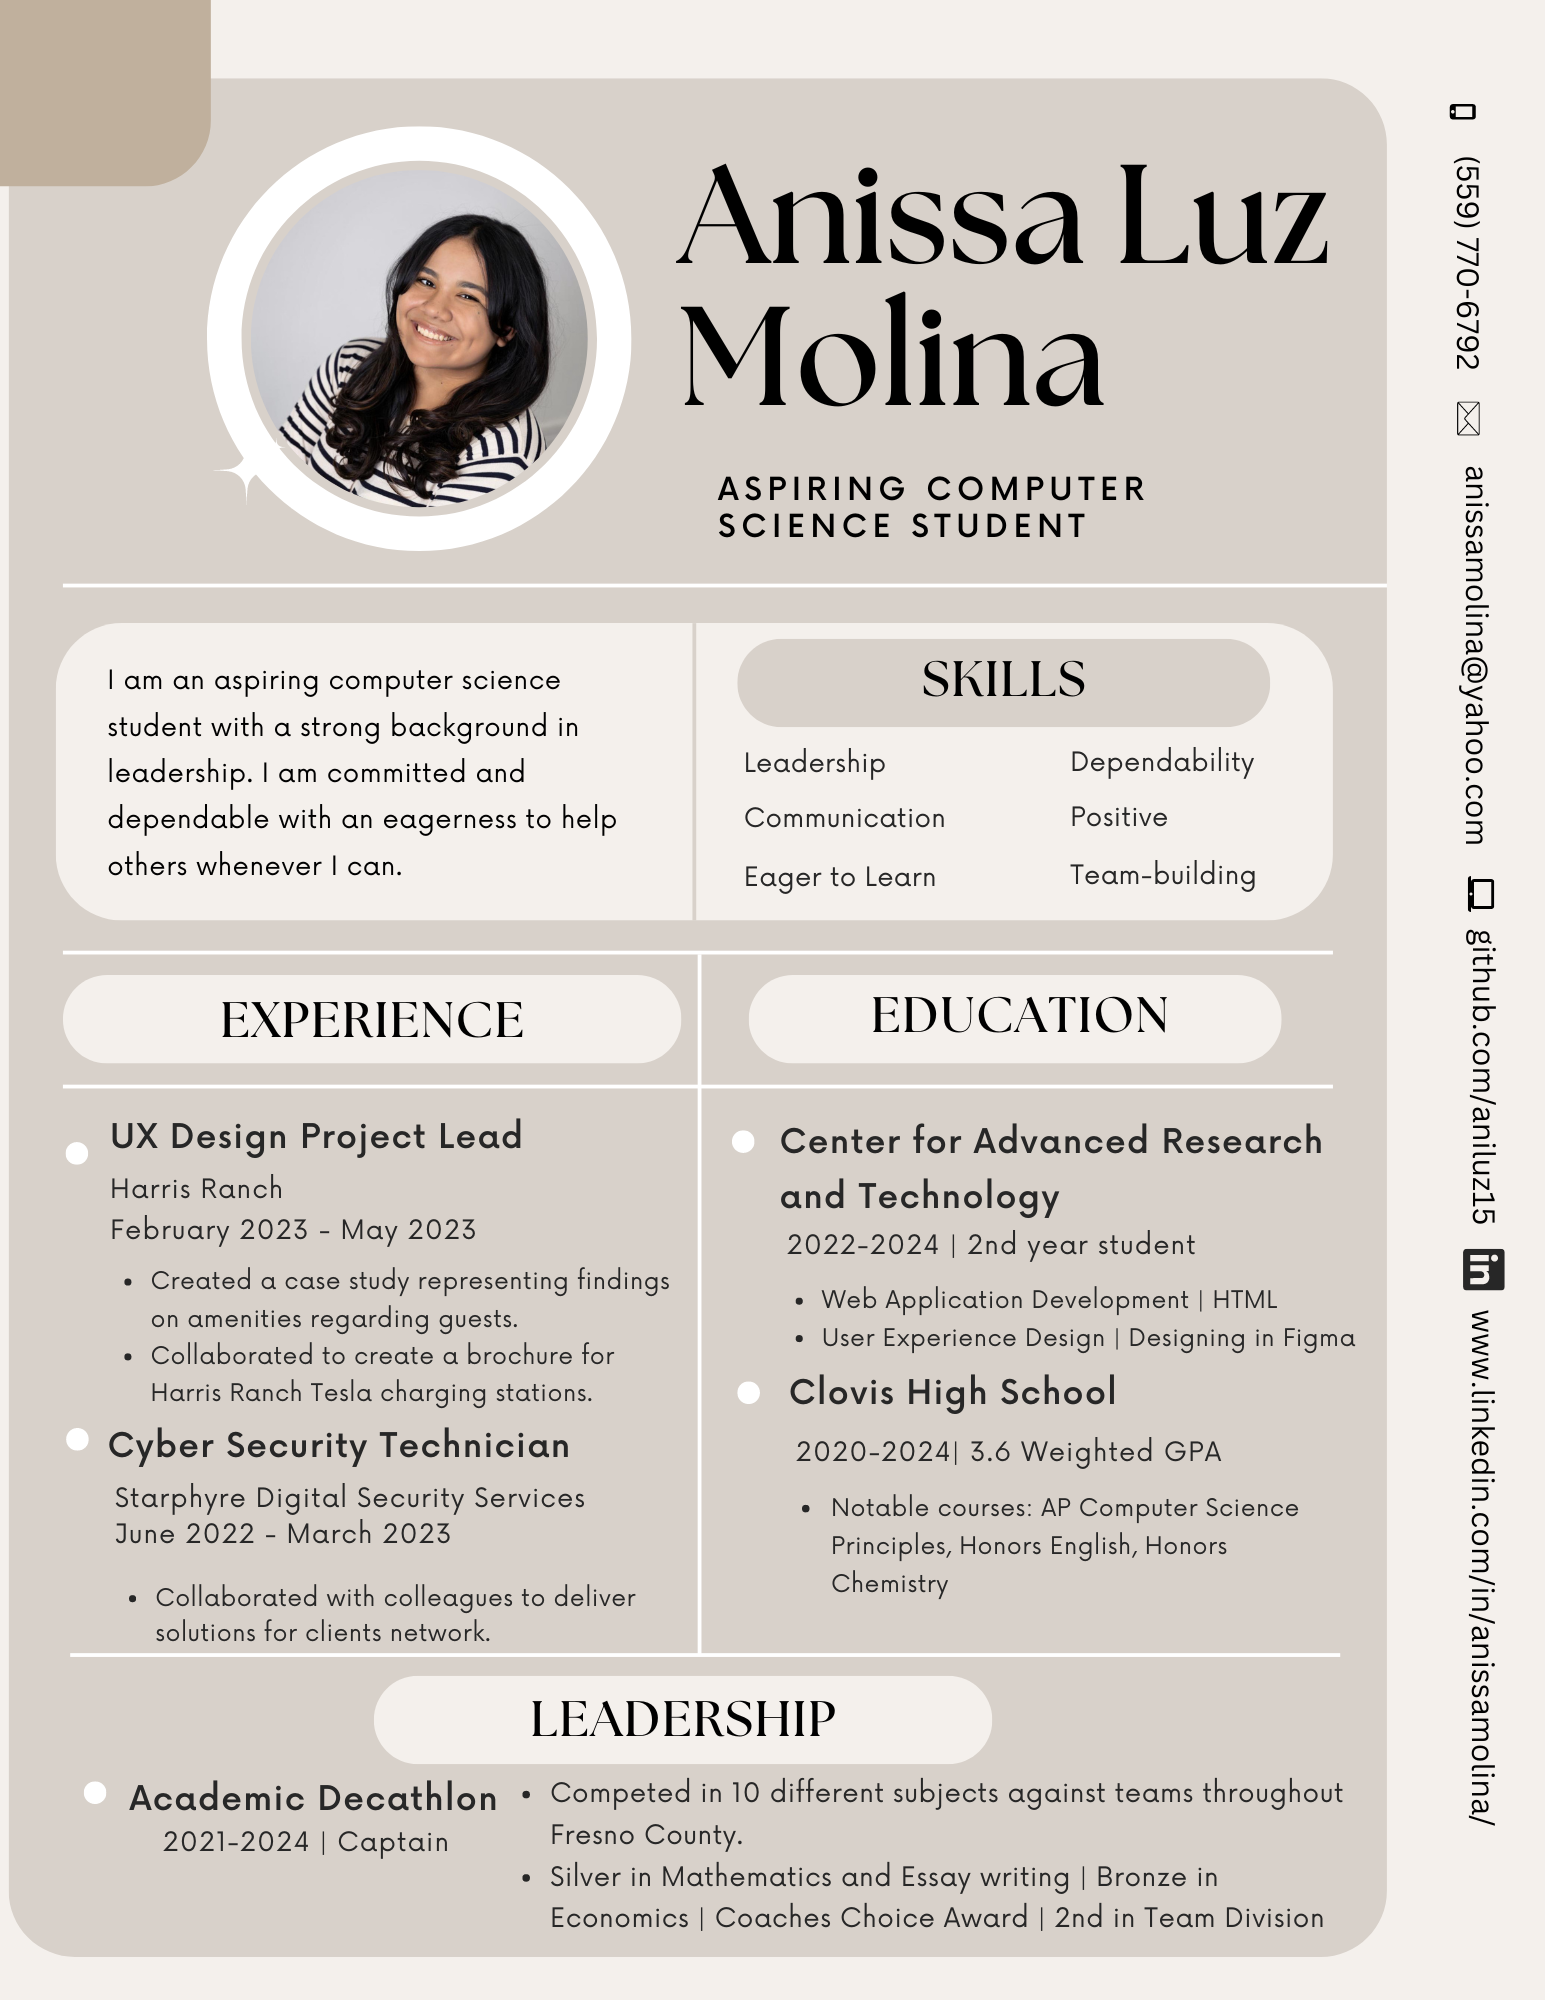 Anissa Luz
Molina
ASPIRING COMPUTER
SCIENCE STUDENT
I am an aspiring computer science
student with a strong background in
leadership. I am committed and
dependable with an eagerness to help
others whenever I can.
SKILLS
Leadership
Dependability
Communication
Positive
Eager to Learn
Team-building
EXPERIENCE
UX Design Project Lead
Harris Ranch
February 2023 - May 2023
• Created a case study representing findings
on amenities regarding guests.
• Collaborated to create a brochure for
Harris Ranch Tesla charging stations.
Cyber Security Technician
Starphyre Digital Security Services
June 2022 - March 2023
• Collaborated with colleagues to deliver
solutions for clients network.
EDUCATION
Center for Advanced Research
and Technology
2022-2024 | 2nd year student
• Web Application Development | HTML
• User Experience Design | Designing in Figma
Clovis High School
2020-2024| 3.6 Weighted GPA
• Notable courses: AP Computer Science
Principles, Honors English, Honors
Chemistry
LEADERSHIP
Academic Decathlon
2021-2024 | Captain
• Competed in 10 different subjects against teams throughout
Fresno County.
• Silver in Mathematics and Essay writing | Bronze in
Economics | Coaches Choice Award | 2nd in Team Division
(559) 770-6792
anissamolina@yahoo.com
github.com/aniluz15
in
www.linkedin.com/in/anissamolina/